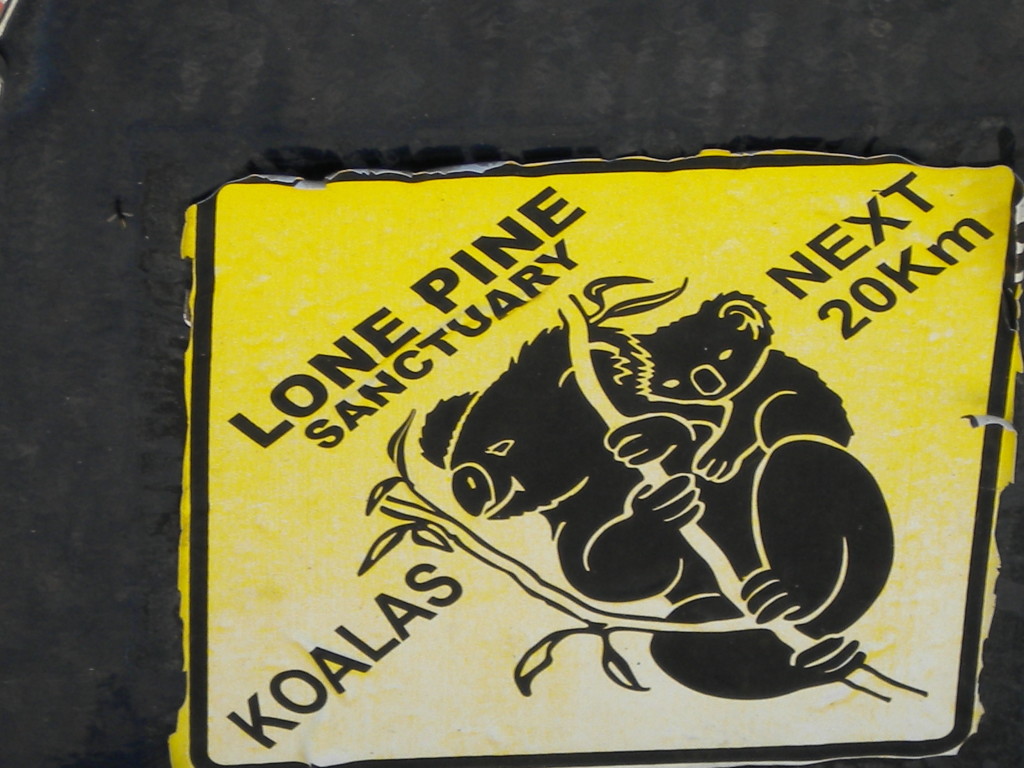 LONE PINE
SANCTUARY
NEXT
20Km
KOALAS